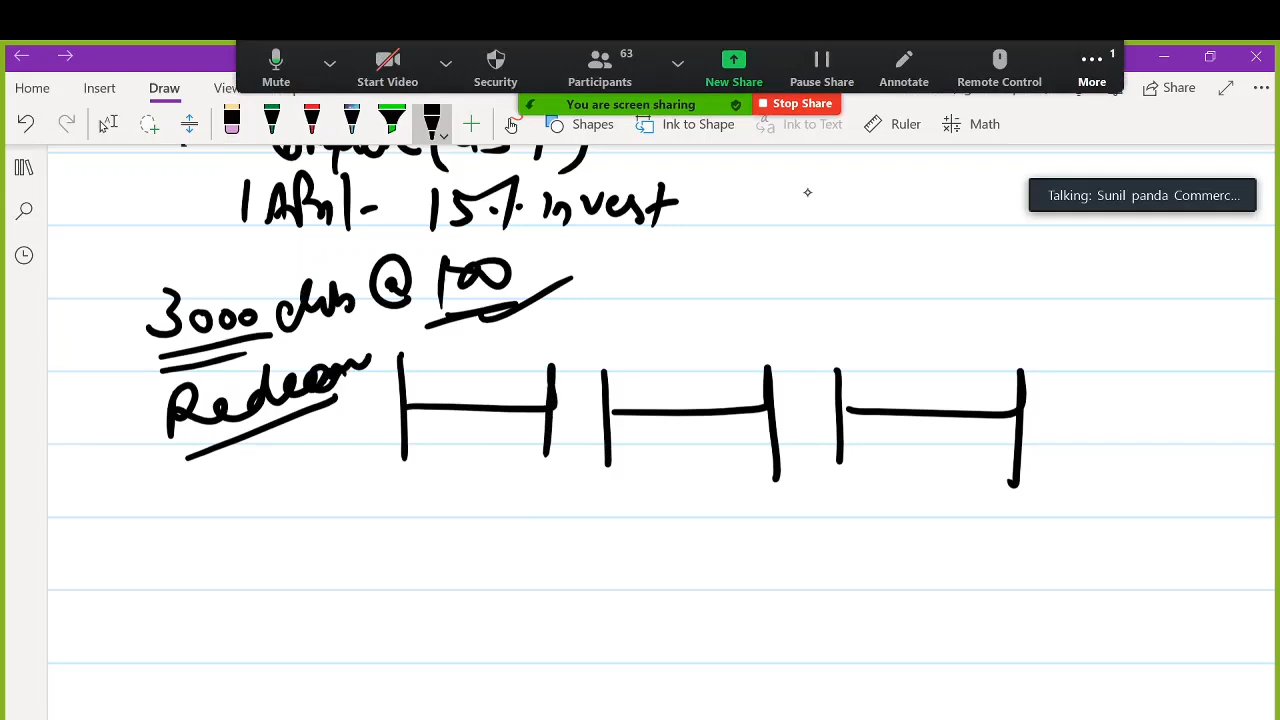 63
1
Mute
Start Video
Security
Participants
New Share
Pause Share
Annotate
Remote Control
More
You are screen sharing
Stop Share
Home
Insert
Draw
Share
Shapes
Ink to Shape
Ink to Text
Ruler
Math
Talking: Sunil panda Commerc...
15% invest
3000 debs @ 100
Redeem